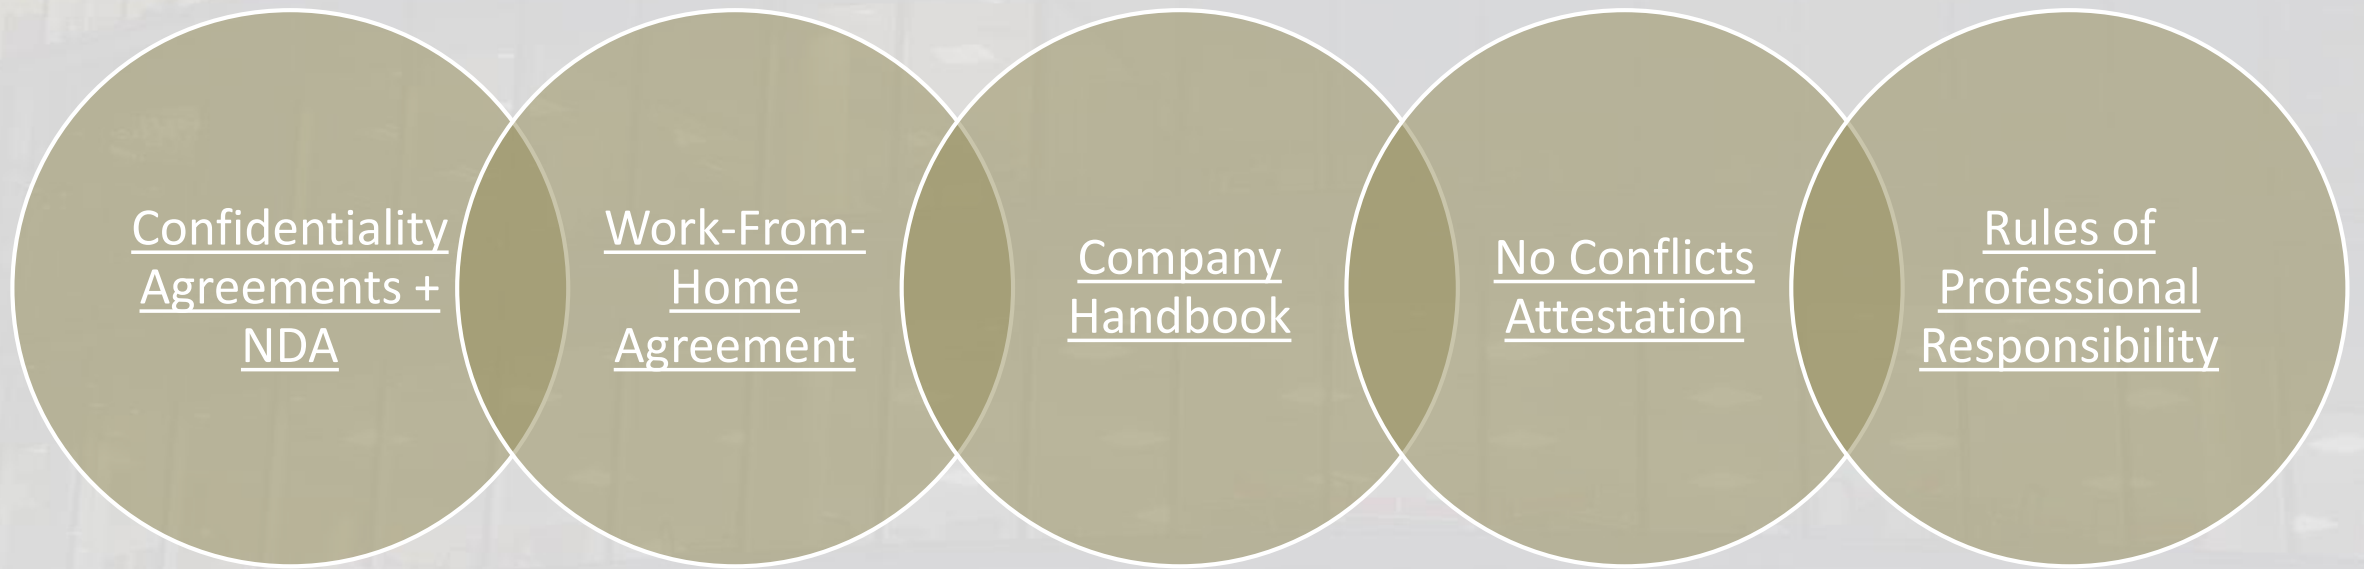 Confidentiality
Agreements +
NDA
Work-From-
Home
Agreement
Company
Handbook
No Conflicts
Attestation
Rules of
Professional
Responsibility